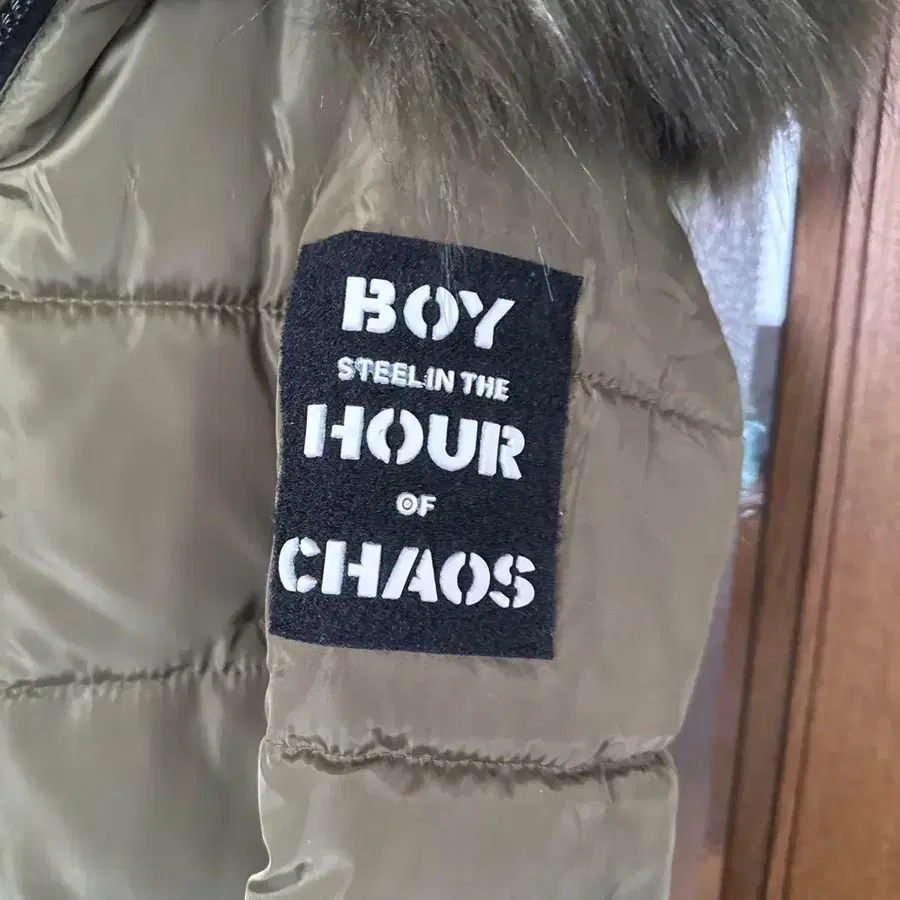 BOY
STEEL IN THE
HOUR
OF
CHAOS